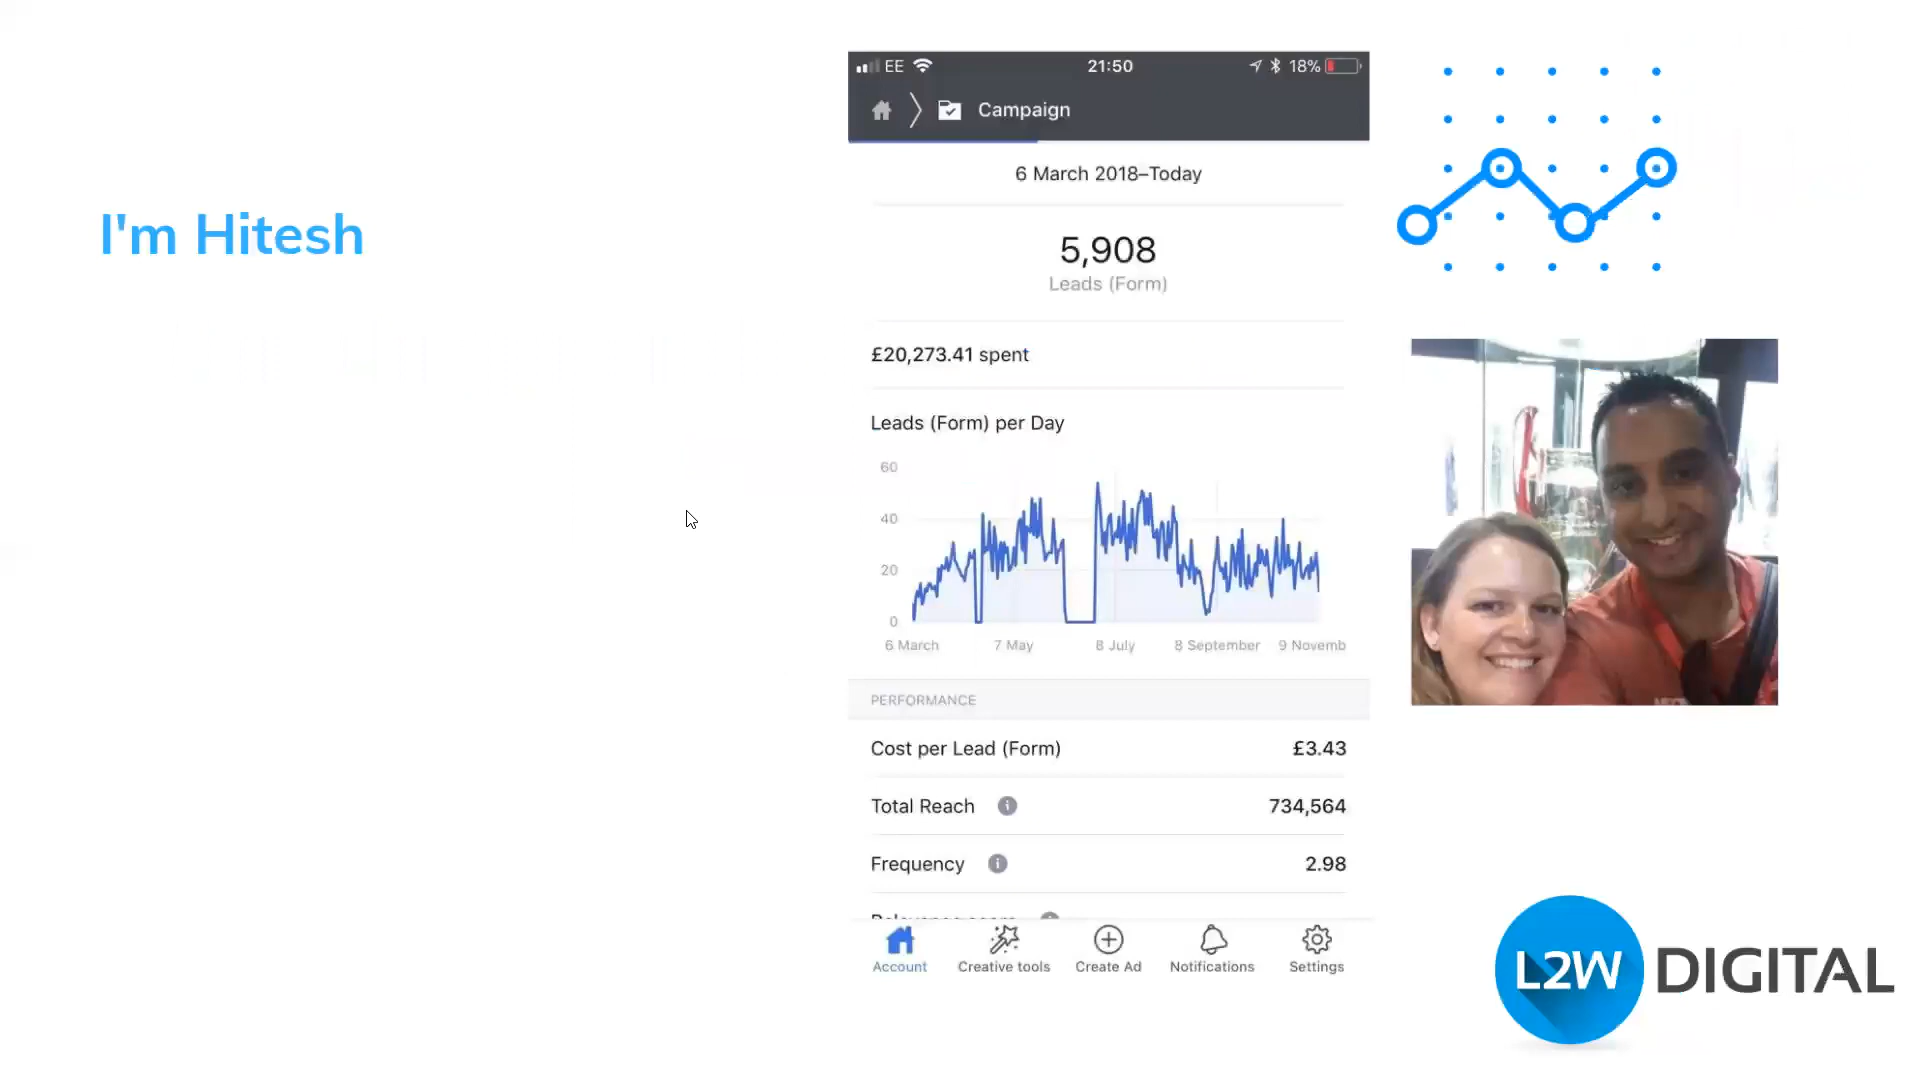 I'm Hitesh
EE 21:50 18%
Campaign
6 March 2018–Today
5,908
Leads (Form)
£20,273.41 spent
Leads (Form) per Day
60
40
20
0
6 March 7 May 8 July 8 September 9 Novemb
PERFORMANCE
Cost per Lead (Form) £3.43
Total Reach 734,564
Frequency 2.98
Account Creative tools Create Ad Notifications Settings
L2W DIGITAL